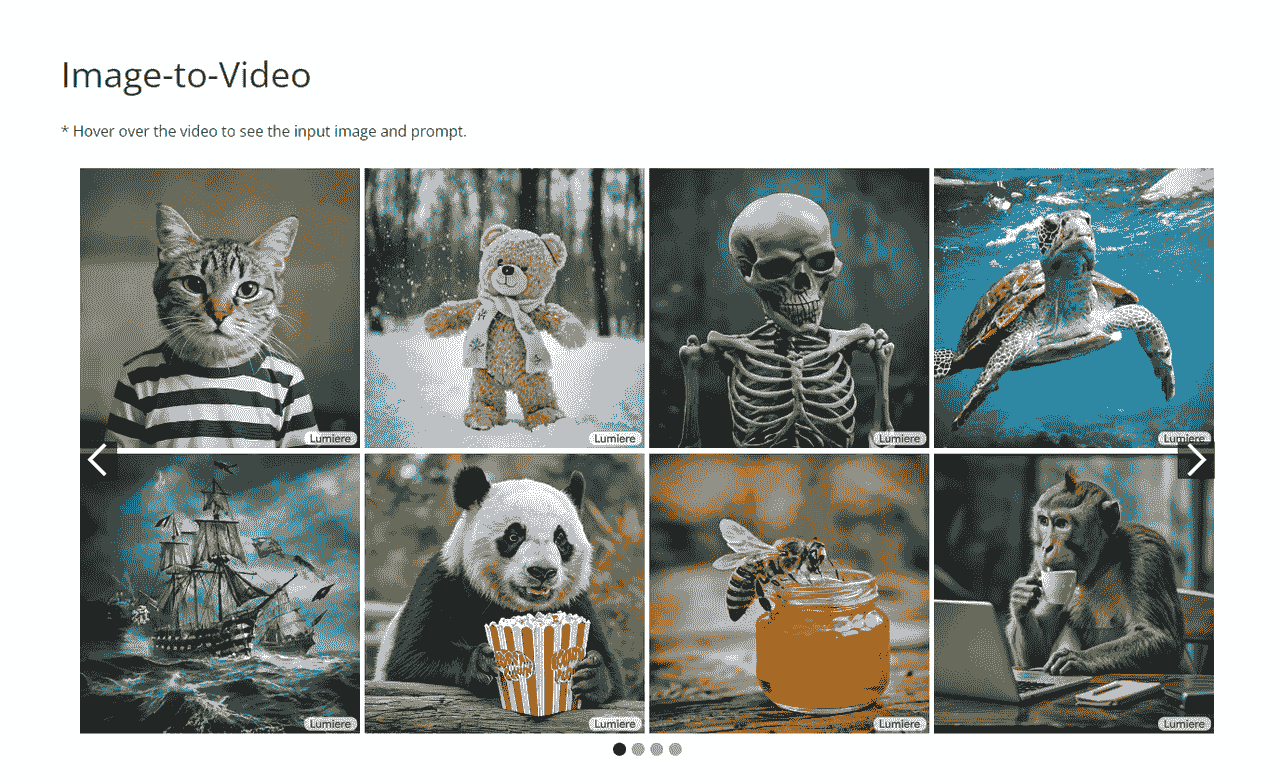 Image-to-Video
* Hover over the video to see the input image and prompt.
Lumiere
Lumiere
Lumiere
Lumiere
Lumiere
Lumiere
Lumiere
Lumiere